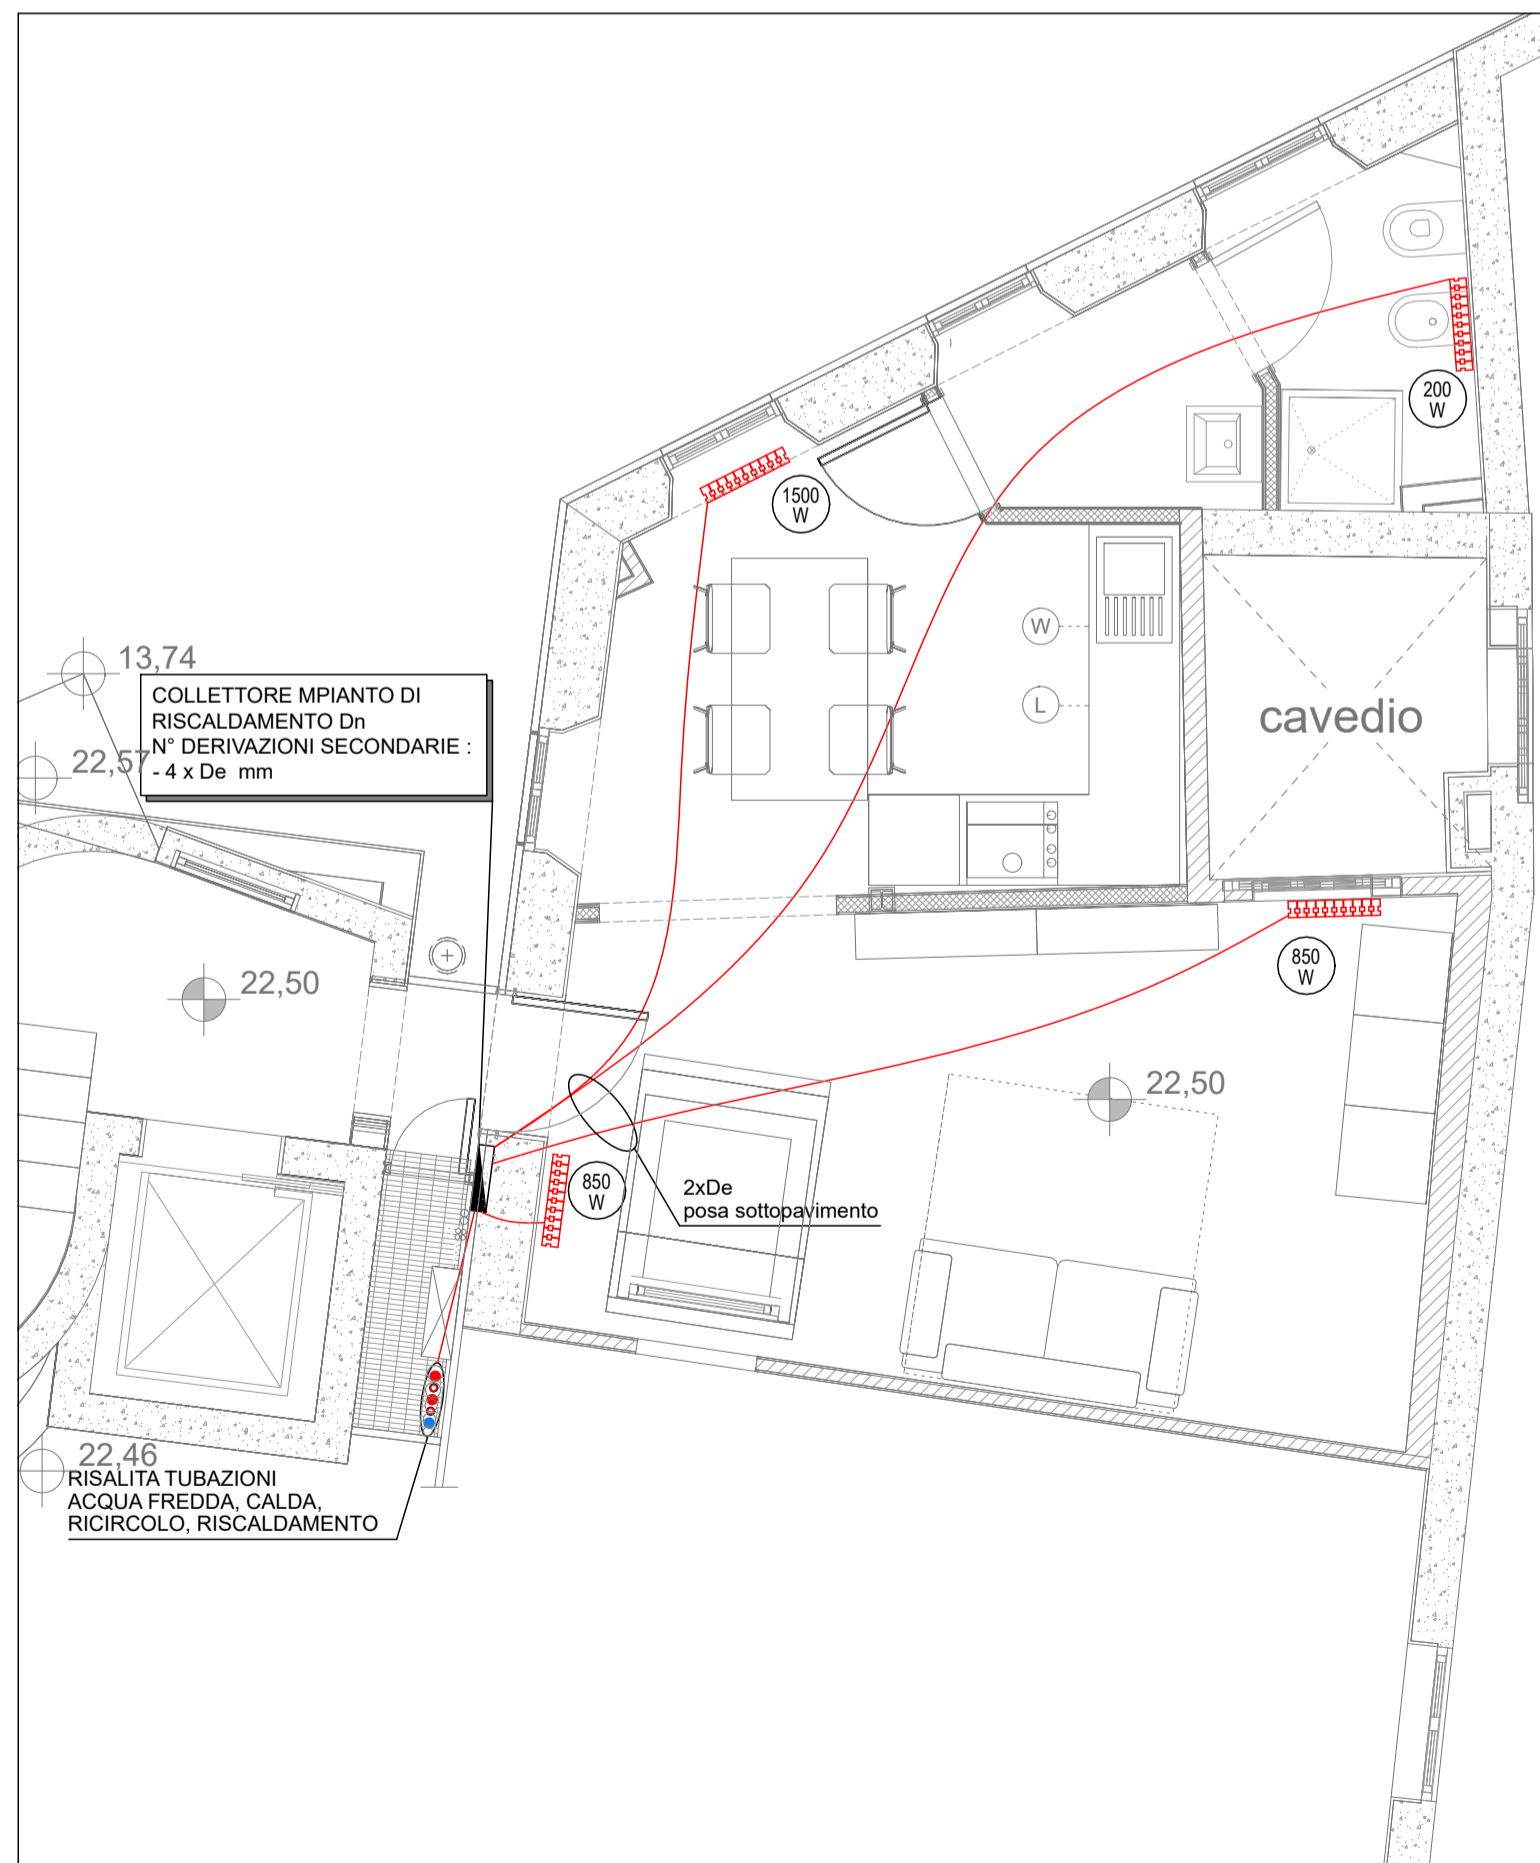 200
W
1500
W
W
L
13,74
COLLETTORE MPIANTO DI
RISCALDAMENTO Dn
N° DERIVAZIONI SECONDARIE :
- 4 x De  mm
22,57
cavedio
850
W
22,50
22,50
850
W
2xDe
posa sottopavimento
22,46
RISALITA TUBAZIONI
ACQUA FREDDA, CALDA,
RICIRCOLO, RISCALDAMENTO